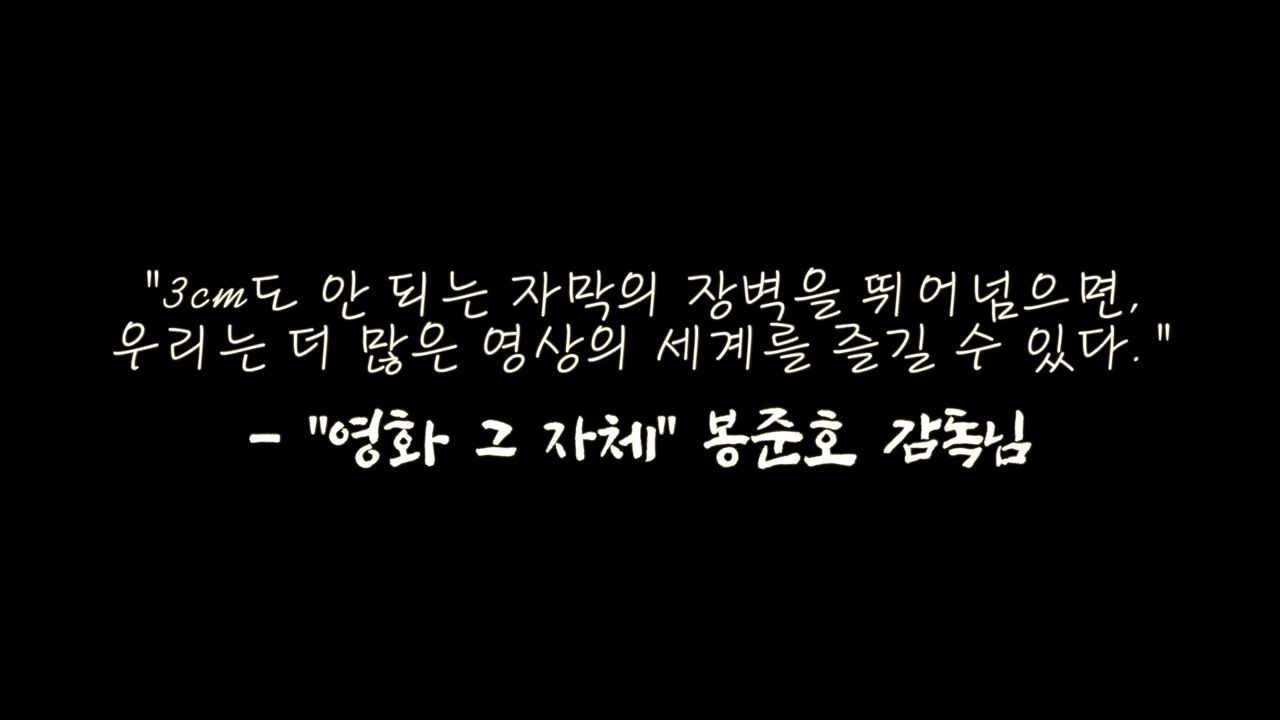 "3cm도 안 되는 자막의 장벽을 뛰어넘으면,
우리는 더 많은 영상의 세계를 즐길 수 있다."
- "영화 그 자체" 봉준호 감독님